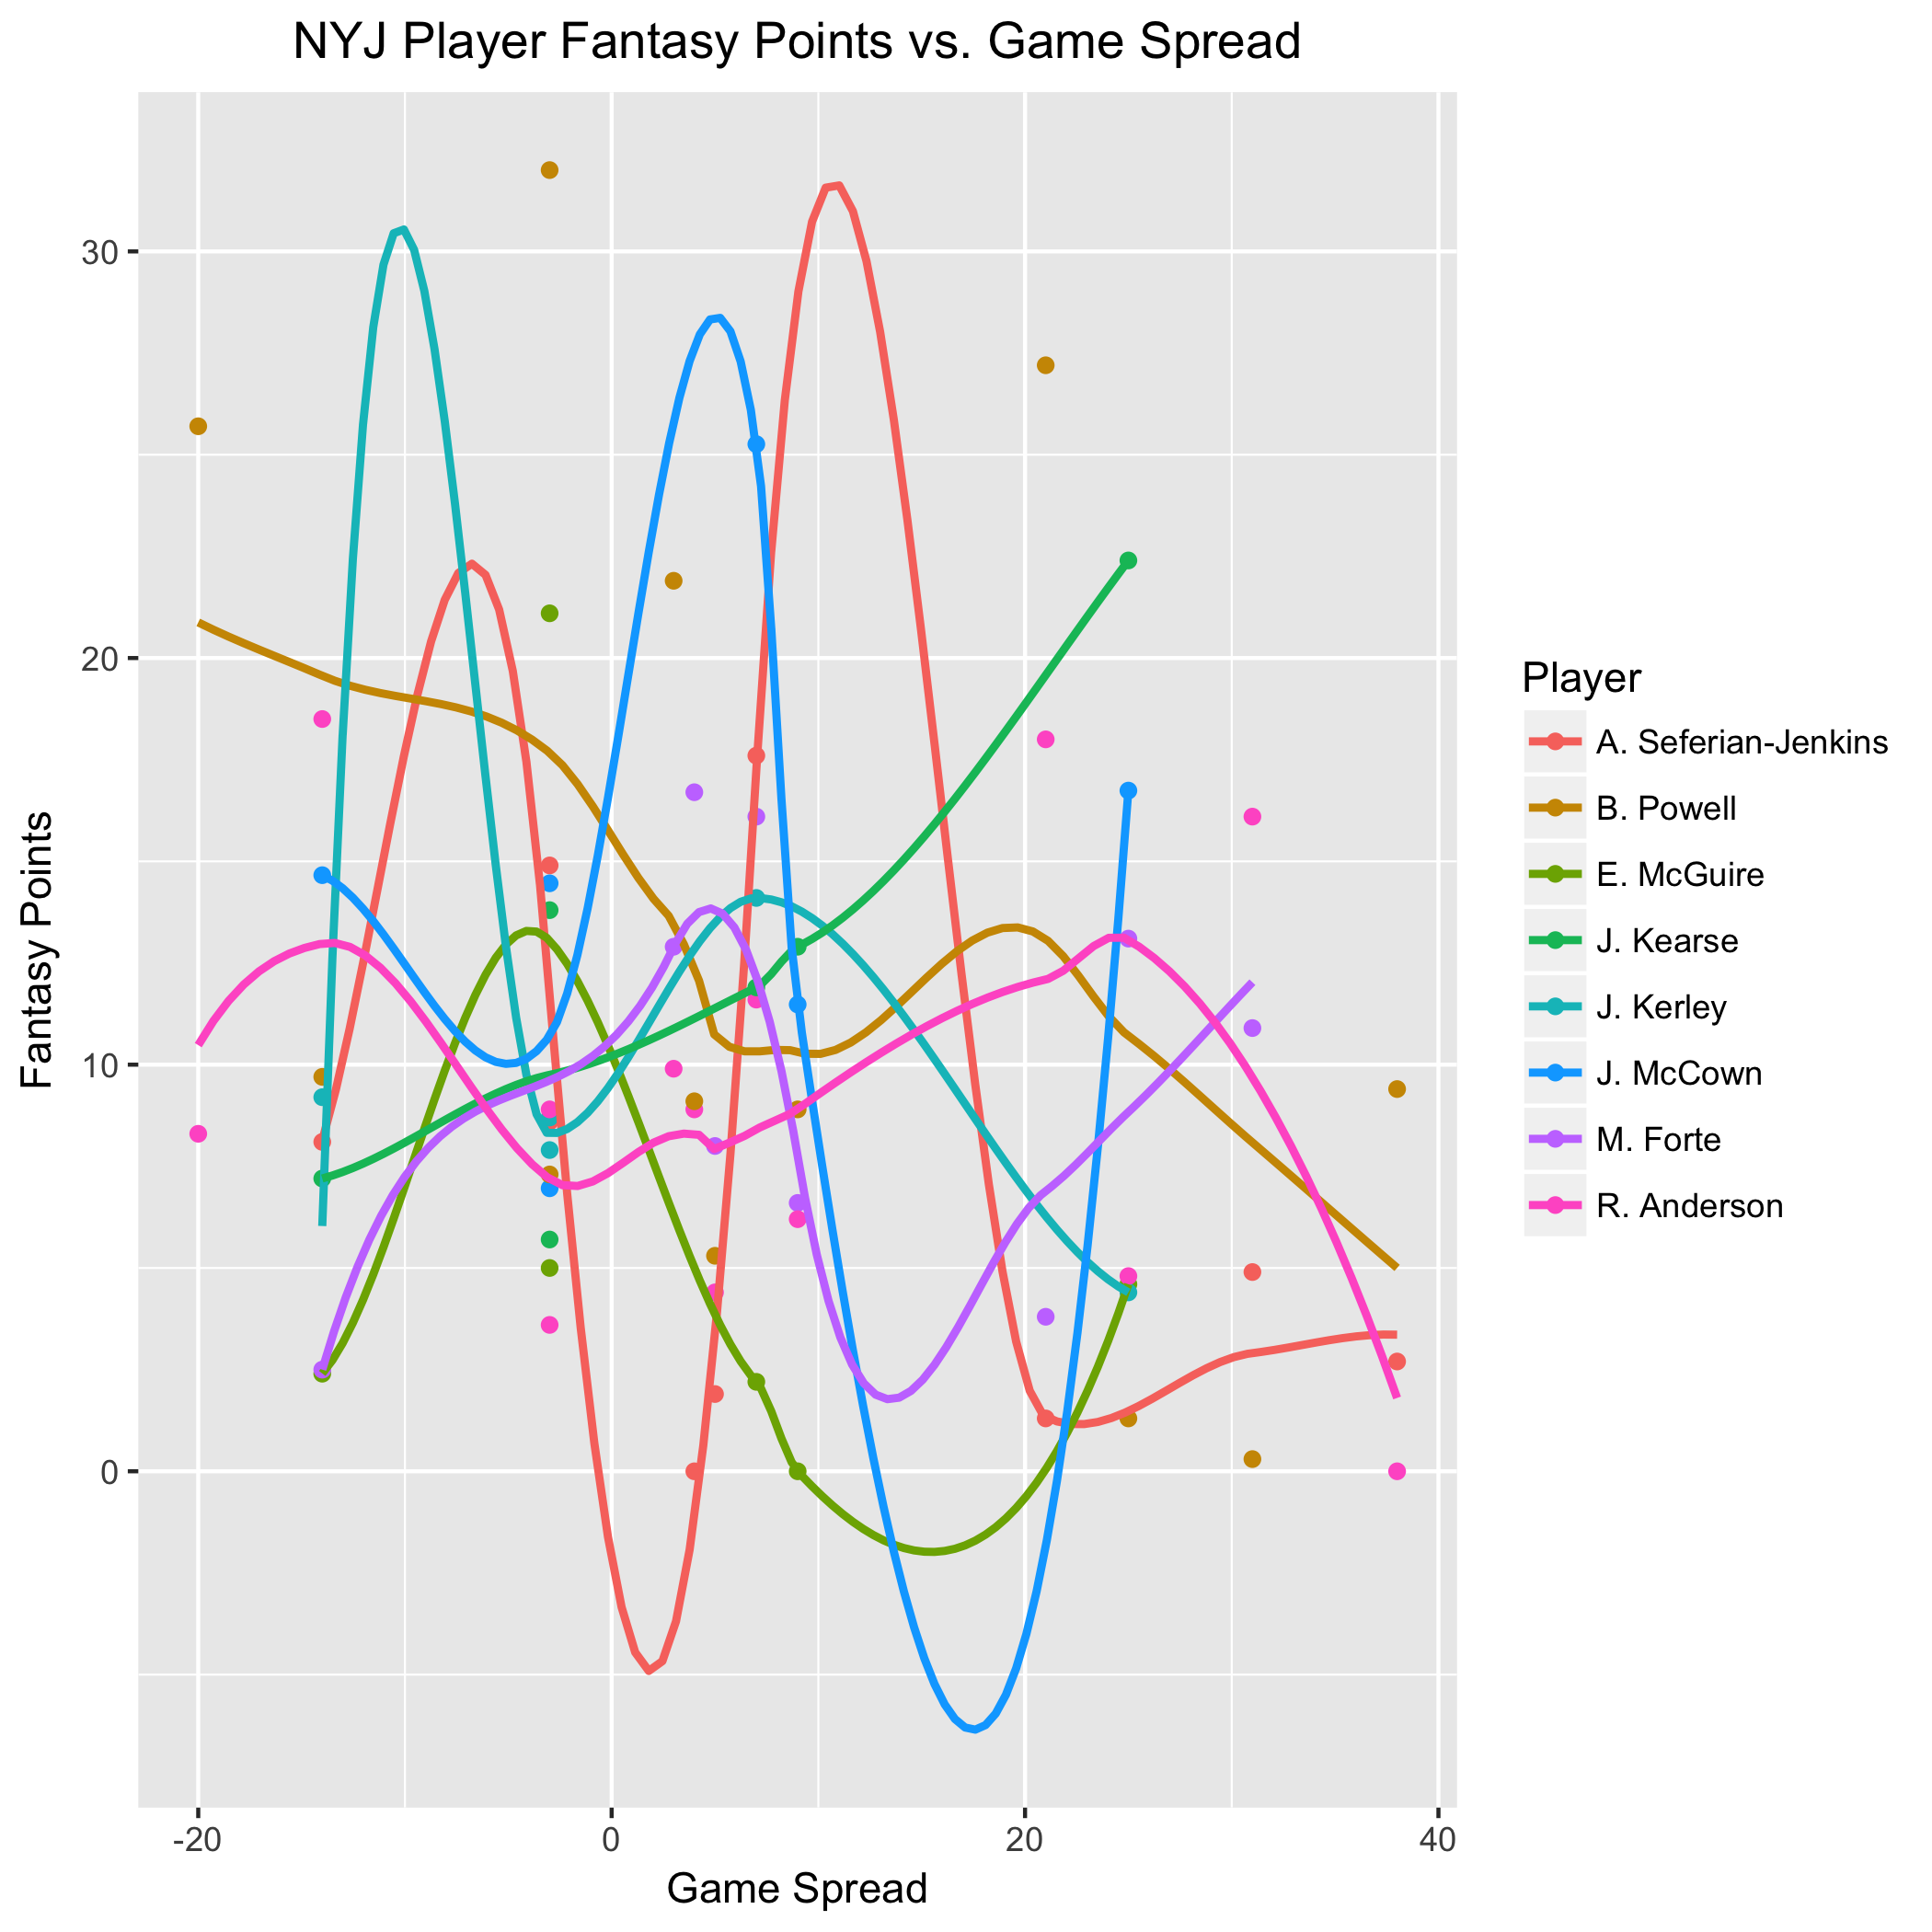 NYJ Player Fantasy Points vs. Game Spread
30
20
10
0
Fantasy Points
-20
0
20
40
Game Spread
Player
A. Seferian-Jenkins
B. Powell
E. McGuire
J. Kearse
J. Kerley
J. McCown
M. Forte
R. Anderson